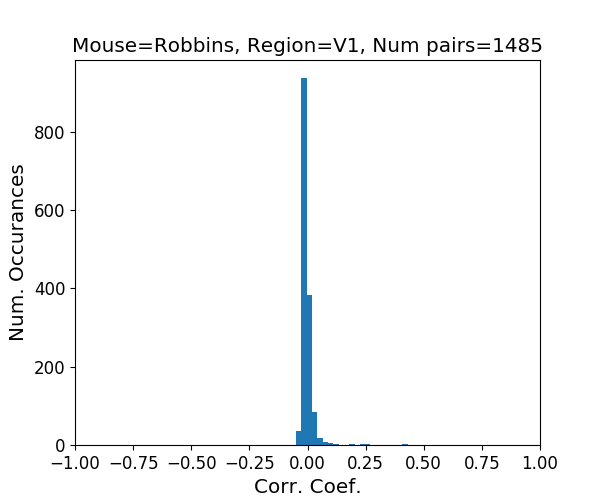 Mouse=Robbins, Region=V1, Num pairs=1485
Num. Occurances
800
600
400
200
0
−1.00 −0.75 −0.50 −0.25 0.00 0.25 0.50 0.75 1.00
Corr. Coef.